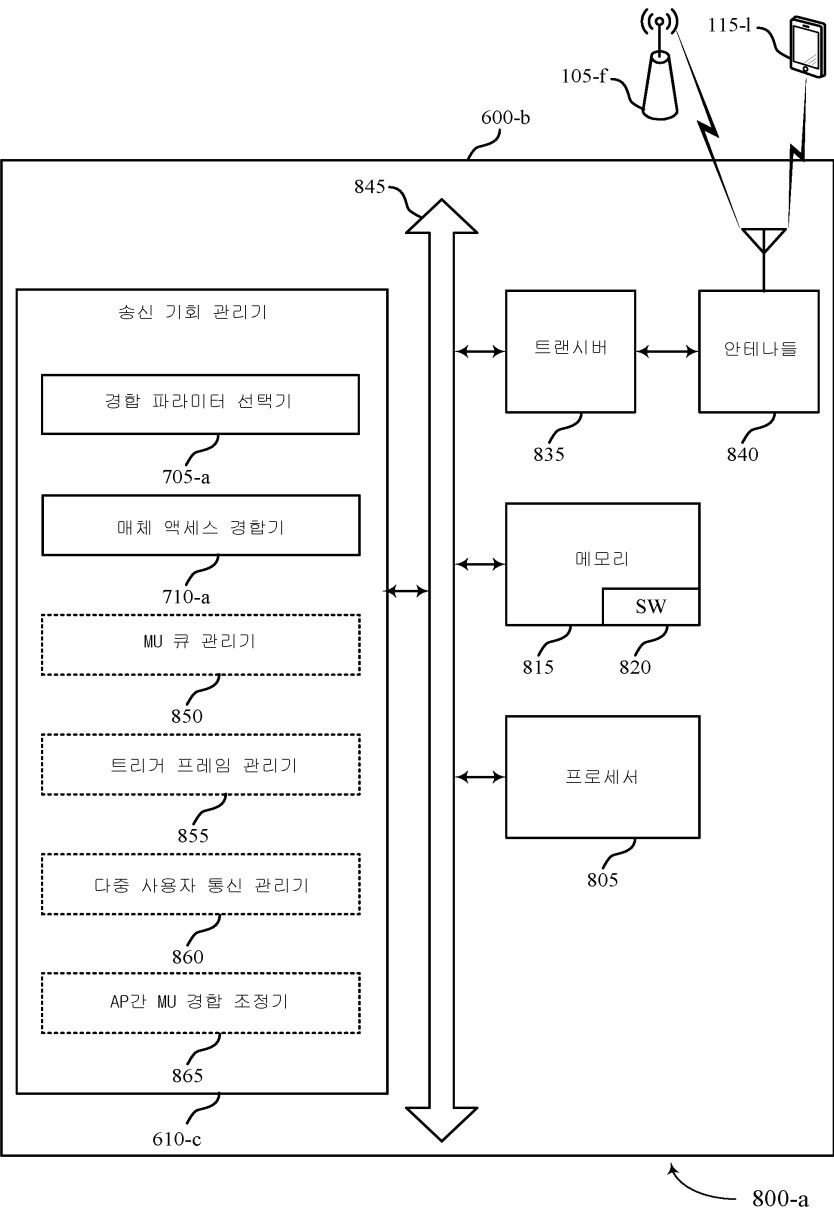 115-l
105-f
600-b
845
송신 기회 관리기
트랜시버
안테나들
경합 파라미터 선택기
835
840
705-a
매체 액세스 경합기
메모리
SW
710-a
815
820
MU 큐 관리기
850
트리거 프레임 관리기
프로세서
855
805
다중 사용자 통신 관리기
860
AP간 MU 경합 조정기
865
610-c
800-a